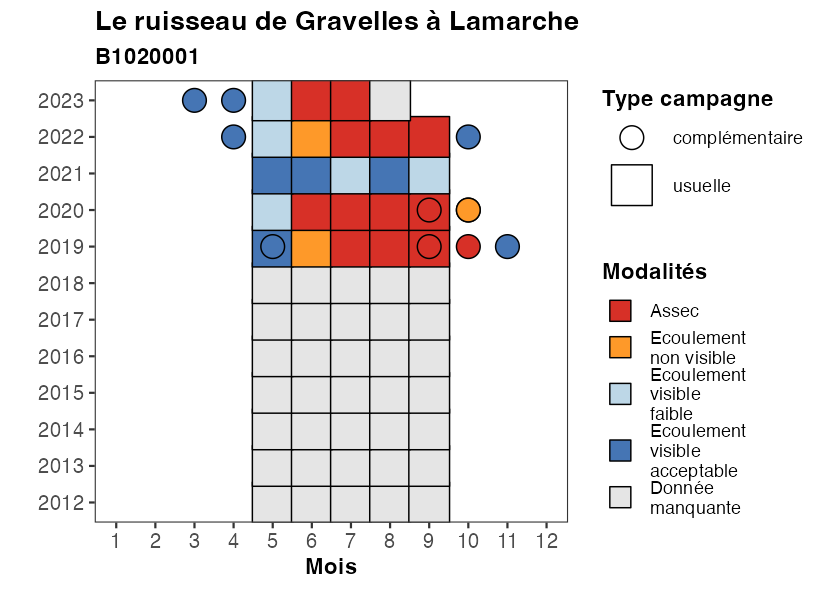 Le ruisseau de Gravelles à Lamarche
B1020001
2023
2022
2021
2020
2019
2018
2017
2016
2015
2014
2013
2012
1 2 3 4 5 6 7 8 9 10 11 12
Mois
Type campagne
complémentaire
usuelle
Modalités
Assec
Ecoulement
non visible
Ecoulement
visible
faible
Ecoulement
visible
acceptable
Donnée
manquante